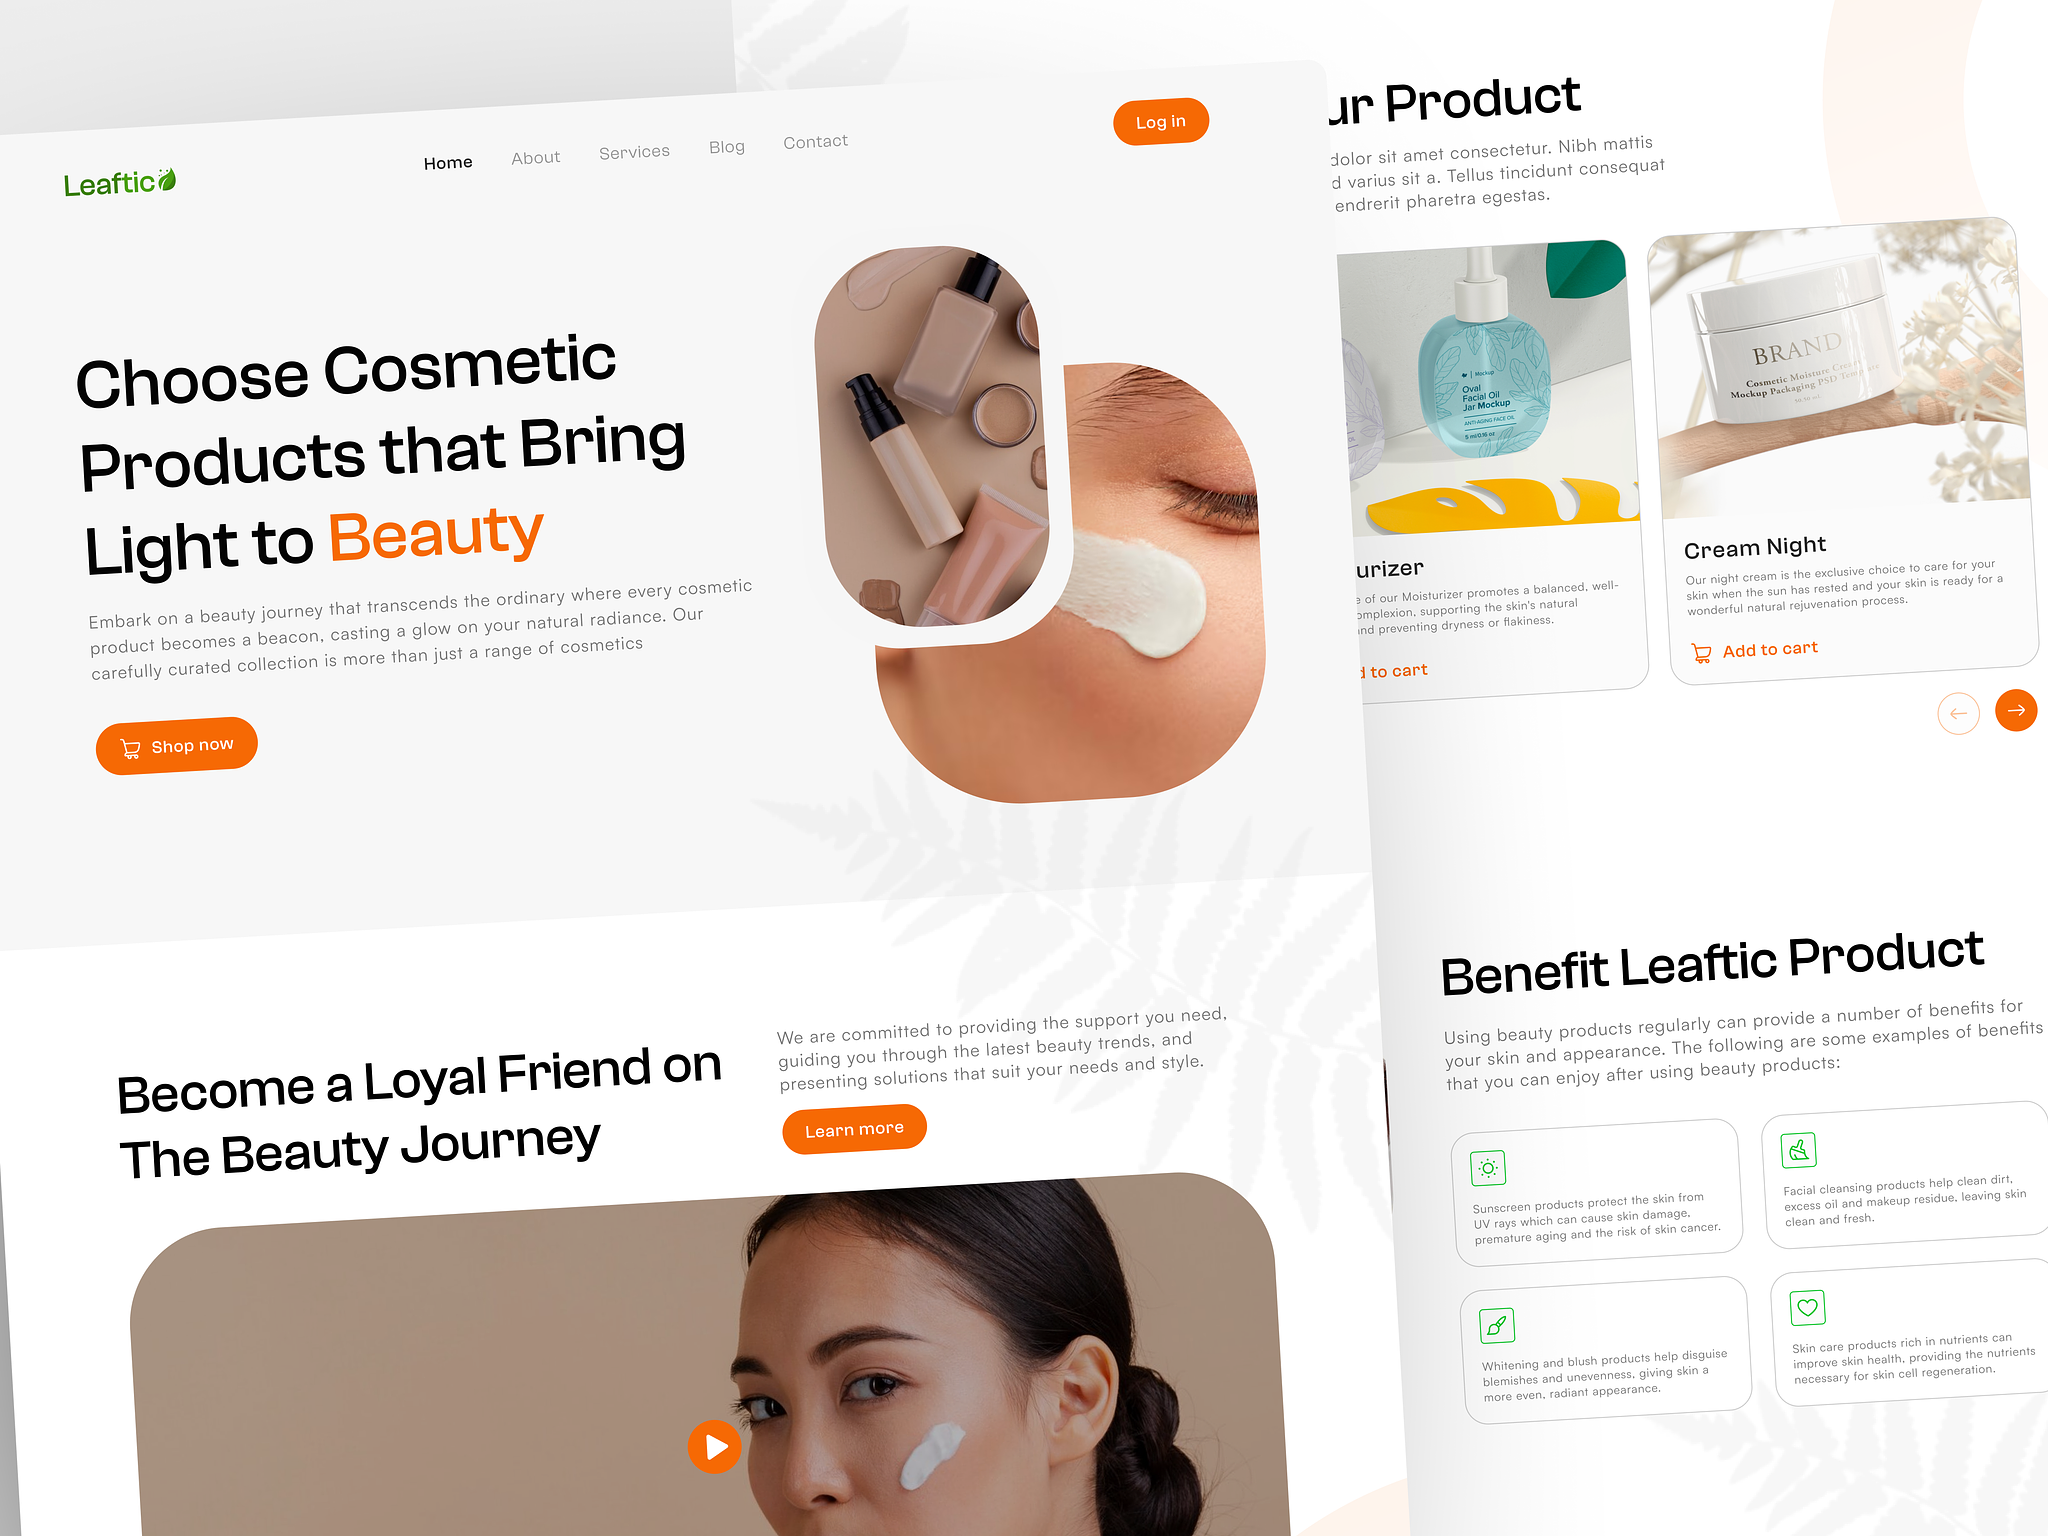 Leaftic
Home
About
Services
Blog
Contact
Log in
Choose Cosmetic
Products that Bring
Light to Beauty
Embark on a beauty journey that transcends the ordinary where every cosmetic
product becomes a beacon, casting a glow on your natural radiance. Our
carefully curated collection is more than just a range of cosmetics
Shop now
Become a Loyal Friend on
The Beauty Journey
We are committed to providing the support you need,
guiding you through the latest beauty trends, and
presenting solutions that suit your needs and style.
Learn more
ur Product
dolor sit amet consectetur. Nibh mattis
d varius sit a. Tellus tincidunt consequat
endrerit pharetra egestas.
Mockup
Oval
Facial Oil
Jar Mockup
ANTI-AGING FACE OIL
5 ml/0.16 oz
urizer
e of our Moisturizer promotes a balanced, well-
omplexion, supporting the skin's natural
nd preventing dryness or flakiness.
d to cart
BRAND
Cosmetic Moisture Cream
Mockup Packaging PSD Template
Cream Night
Our night cream is the exclusive choice to care for your
skin when the sun has rested and your skin is ready for a
wonderful natural rejuvenation process.
Add to cart
Benefit Leaftic Product
Using beauty products regularly can provide a number of benefits for
your skin and appearance. The following are some examples of benefits
that you can enjoy after using beauty products:
Sunscreen products protect the skin from
UV rays which can cause skin damage,
premature aging and the risk of skin cancer.
Facial cleansing products help clean dirt,
excess oil and makeup residue, leaving skin
clean and fresh.
Whitening and blush products help disguise
blemishes and unevenness, giving skin a
more even, radiant appearance.
Skin care products rich in nutrients can
improve skin health, providing the nutrients
necessary for skin cell regeneration.